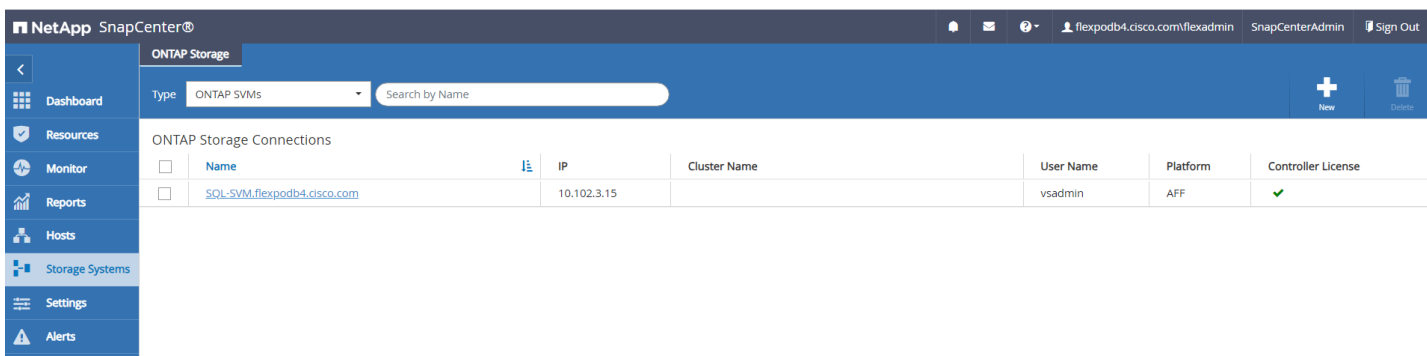 NetApp SnapCenter®
flexpodb4.cisco.com\flexadmin SnapCenterAdmin Sign Out
ONTAP Storage
Type ONTAP SVMs Search by Name
New Delete
Dashboard
Resources
Monitor
Reports
Hosts
Storage Systems
Settings
Alerts
ONTAP Storage Connections
Name IP Cluster Name User Name Platform Controller License
SQL-SVM.flexpodb4.cisco.com 10.102.3.15 vsadmin AFF